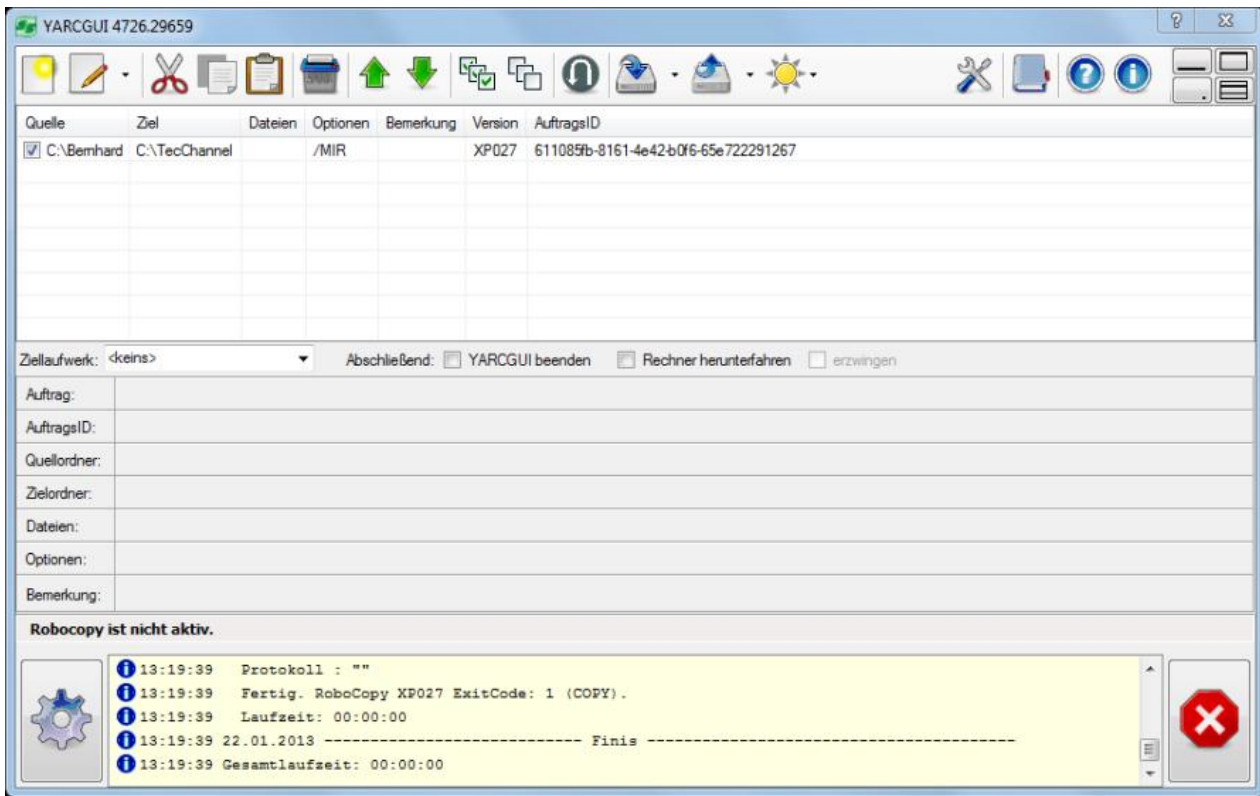 YARCGUI 4726.29659
Quelle Ziel Dateien Optionen Bemerkung Version AuftragsID
C:\Bernhard C:\TecChannel /MIR XP027 611085fb-8161-4e42-b0f6-65e722291267
Ziellaufwerk: <keins> Abschließend: YARCGUI beenden Rechner herunterfahren erzwingen
Auftrag:
AuftragsID:
Quellordner:
Zielordner:
Dateien:
Optionen:
Bemerkung:
Robocopy ist nicht aktiv.
13:19:39 Protokoll : ""
13:19:39 Fertig. RoboCopy XP027 ExitCode: 1 (COPY).
13:19:39 Laufzeit: 00:00:00
13:19:39 22.01.2013 ---------------------------- Finis ----------------------------------------
13:19:39 Gesamtlaufzeit: 00:00:00